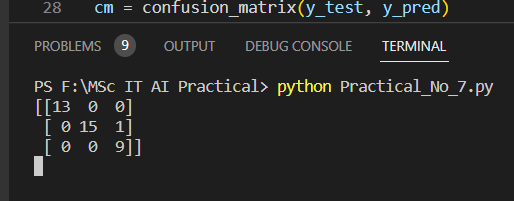 28 cm = confusion_matrix(y_test, y_pred)
PROBLEMS 9 OUTPUT DEBUG CONSOLE TERMINAL
PS F:\MSc IT AI Practical> python Practical_No_7.py
[[13  0  0]
 [ 0 15  1]
 [ 0  0  9]]